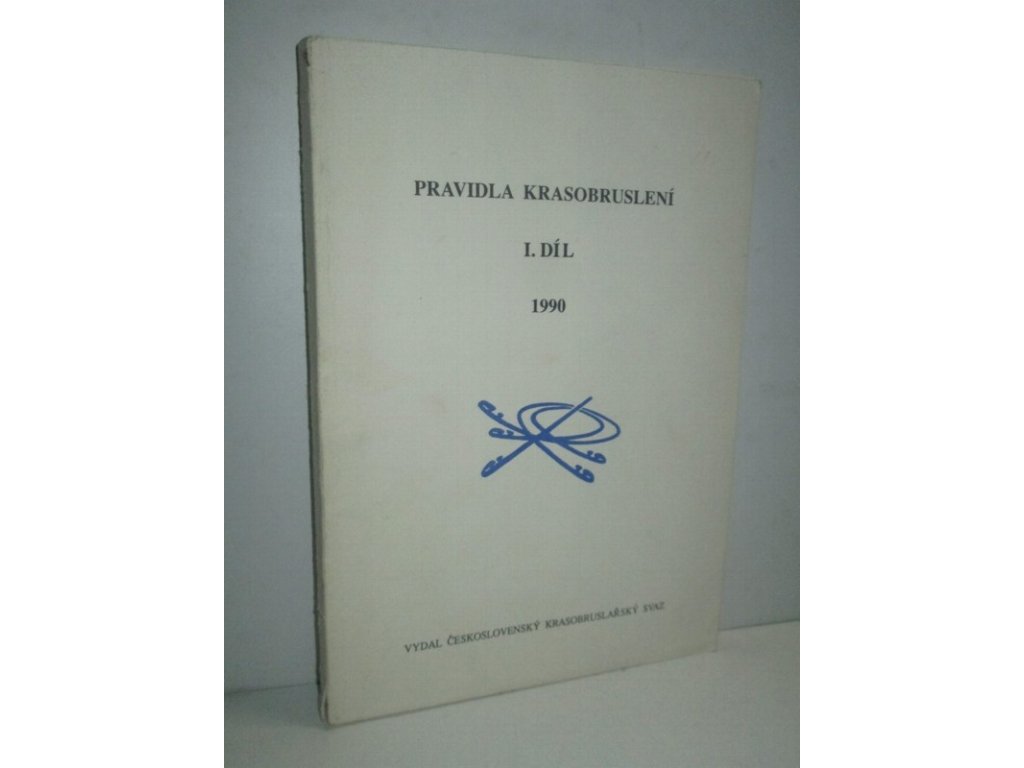 PRAVIDLA KRASOBRUSLENÍ
I. DÍL
1990
VYDAL ČESKOSLOVENSKÝ KRASOBRUSLAŘSKÝ SVAZ